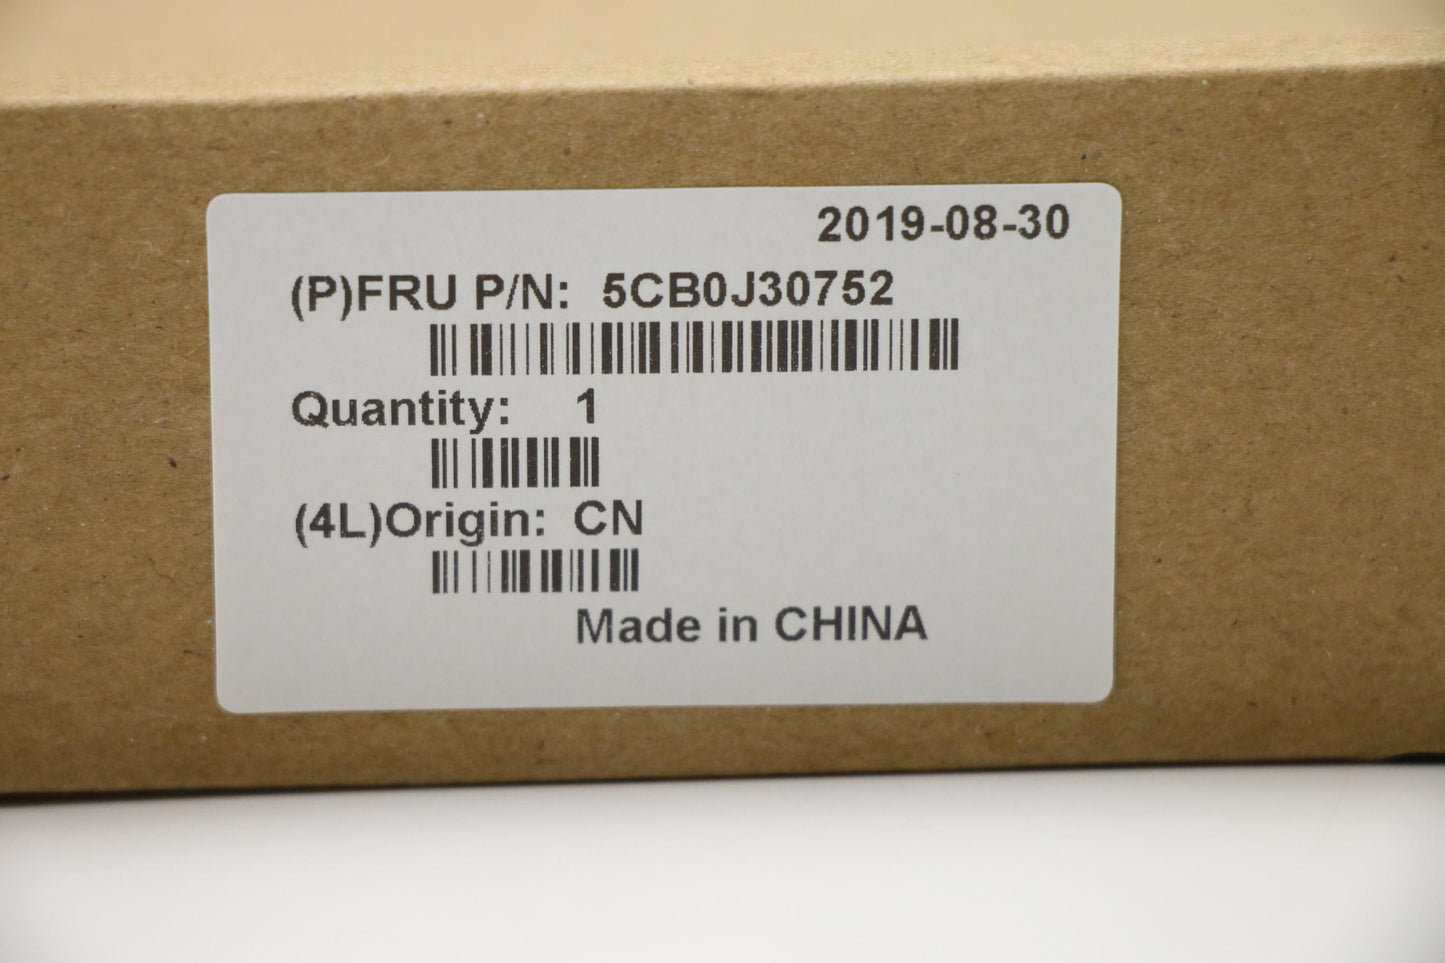 2019-08-30
(P)FRU P/N: 5CB0J30752
Quantity: 1
(4L)Origin: CN
Made in CHINA